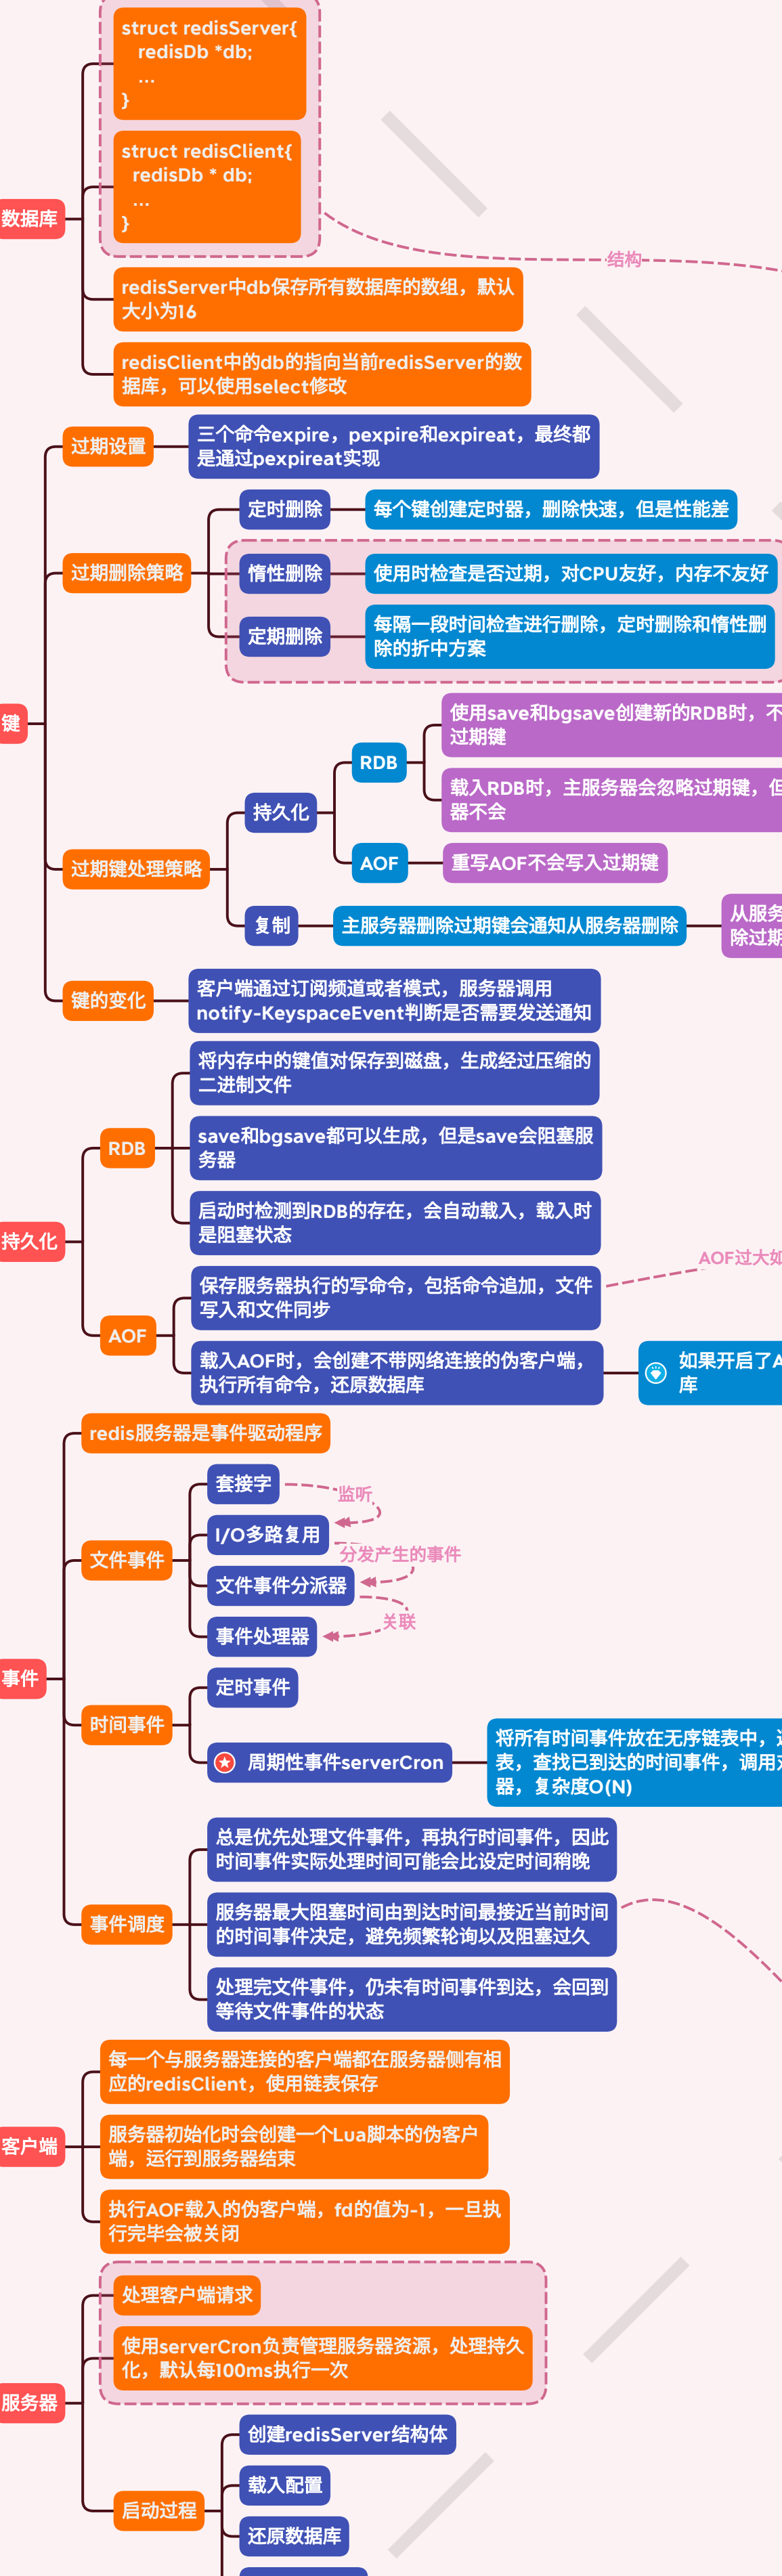 struct redisServer{
redisDb *db;
...
}
struct redisClient{
redisDb * db;
...
}
数据库
结构
redisServer中db保存所有数据库的数组，默认
大小为16
redisClient中的db的指向当前redisServer的数
据库，可以使用select修改
过期设置
三个命令expire，pexpire和expireat，最终都
是通过pexpireat实现
定时删除
每个键创建定时器，删除快速，但是性能差
过期删除策略
惰性删除
使用时检查是否过期，对CPU友好，内存不友好
定期删除
每隔一段时间检查进行删除，定时删除和惰性删
除的折中方案
键
使用save和bgsave创建新的RDB时，不
过期键
RDB
载入RDB时，主服务器会忽略过期键，但
器不会
持久化
AOF
重写AOF不会写入过期键
过期键处理策略
复制
主服务器删除过期键会通知从服务器删除
从服务
除过期
键的变化
客户端通过订阅频道或者模式，服务器调用
notify-KeyspaceEvent判断是否需要发送通知
将内存中的键值对保存到磁盘，生成经过压缩的
二进制文件
RDB
save和bgsave都可以生成，但是save会阻塞服
务器
启动时检测到RDB的存在，会自动载入，载入时
是阻塞状态
持久化
AOF过大如
保存服务器执行的写命令，包括命令追加，文件
写入和文件同步
AOF
载入AOF时，会创建不带网络连接的伪客户端，
执行所有命令，还原数据库
如果开启了A
库
redis服务器是事件驱动程序
套接字
监听
I/O多路复用
分发产生的事件
文件事件
文件事件分派器
关联
事件处理器
事件
定时事件
时间事件
周期性事件serverCron
将所有时间事件放在无序链表中，
表，查找已到达的时间事件，调用
器，复杂度O(N)
总是优先处理文件事件，再执行时间事件，因此
时间事件实际处理时间可能会比设定时间稍晚
事件调度
服务器最大阻塞时间由到达时间最接近当前时间
的时间事件决定，避免频繁轮询以及阻塞过久
处理完文件事件，仍未有时间事件到达，会回到
等待文件事件的状态
每一个与服务器连接的客户端都在服务器侧有相
应的redisClient，使用链表保存
客户端
服务器初始化时会创建一个Lua脚本的伪客户
端，运行到服务器结束
执行AOF载入的伪客户端，fd的值为-1，一旦执
行完毕会被关闭
处理客户端请求
使用serverCron负责管理服务器资源，处理持久
化，默认每100ms执行一次
服务器
创建redisServer结构体
载入配置
启动过程
还原数据库